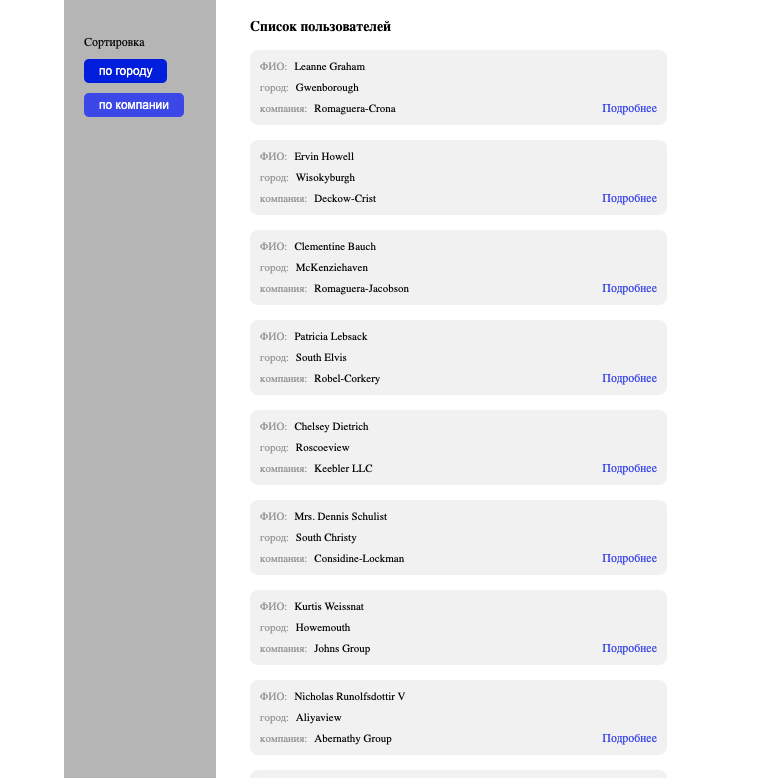 Сортировка
по городу
по компании
Список пользователей
ФИО: Leanne Graham
город: Gwenborough
компания: Romaguera-Crona Подробнее
ФИО: Ervin Howell
город: Wisokyburgh
компания: Deckow-Crist Подробнее
ФИО: Clementine Bauch
город: McKenziehaven
компания: Romaguera-Jacobson Подробнее
ФИО: Patricia Lebsack
город: South Elvis
компания: Robel-Corkery Подробнее
ФИО: Chelsey Dietrich
город: Roscoeview
компания: Keebler LLC Подробнее
ФИО: Mrs. Dennis Schulist
город: South Christy
компания: Considine-Lockman Подробнее
ФИО: Kurtis Weissnat
город: Howemouth
компания: Johns Group Подробнее
ФИО: Nicholas Runolfsdottir V
город: Aliyaview
компания: Abernathy Group Подробнее